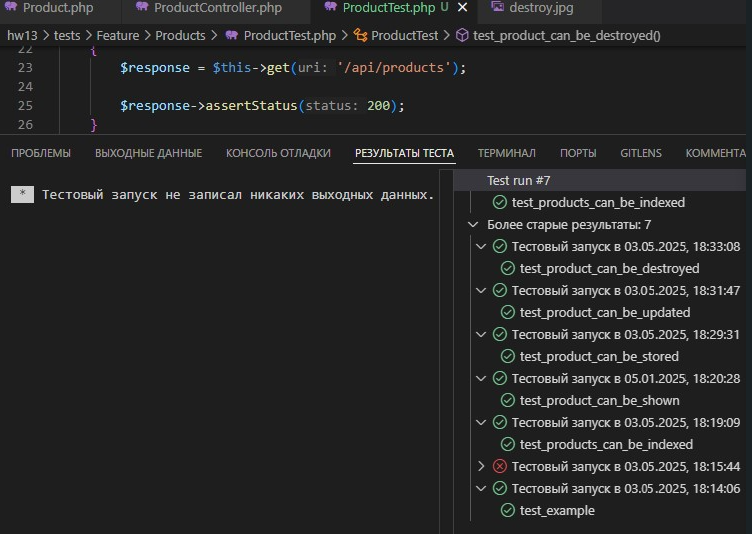 Product.php ProductController.php ProductTest.php U destroy.jpg
hw13 > tests > Feature > Products > ProductTest.php > ProductTest > test_product_can_be_destroyed()
22 {
23 $response = $this->get(uri: '/api/products');
24
25 $response->assertStatus(status: 200);
26 }
ПРОБЛЕМЫ ВЫХОДНЫЕ ДАННЫЕ КОНСОЛЬ ОТЛАДКИ РЕЗУЛЬТАТЫ ТЕСТА ТЕРМИНАЛ ПОРТЫ GITLENS КОММЕНТА
* Тестовый запуск не записал никаких выходных данных.
Test run #7
test_products_can_be_indexed
Более старые результаты: 7
Тестовый запуск в 03.05.2025, 18:33:08
test_product_can_be_destroyed
Тестовый запуск в 03.05.2025, 18:31:47
test_product_can_be_updated
Тестовый запуск в 03.05.2025, 18:29:31
test_product_can_be_stored
Тестовый запуск в 05.01.2025, 18:20:28
test_product_can_be_shown
Тестовый запуск в 03.05.2025, 18:19:09
test_products_can_be_indexed
Тестовый запуск в 03.05.2025, 18:15:44
Тестовый запуск в 03.05.2025, 18:14:06
test_example